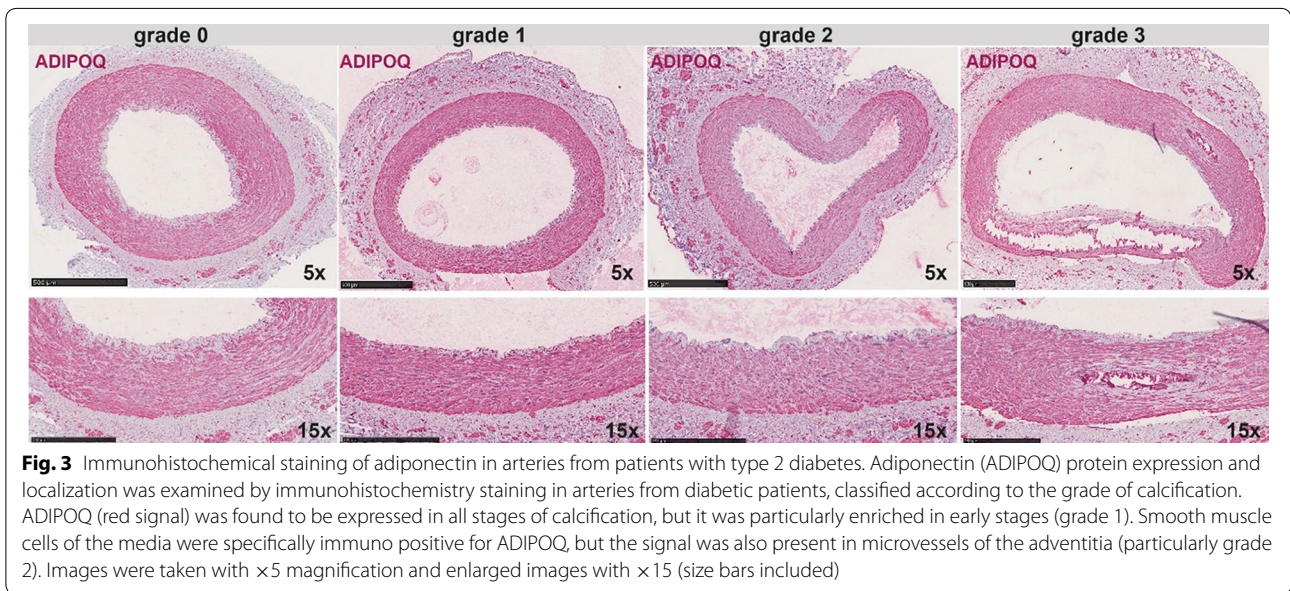 grade 0 grade 1 grade 2 grade 3
ADIPOQ ADIPOQ ADIPOQ ADIPOQ
5x 5x 5x 5x
500 µm 500 µm
15x 15x 15x 15x
Fig. 3 Immunohistochemical staining of adiponectin in arteries from patients with type 2 diabetes. Adiponectin (ADIPOQ) protein expression and
localization was examined by immunohistochemistry staining in arteries from diabetic patients, classified according to the grade of calcification.
ADIPOQ (red signal) was found to be expressed in all stages of calcification, but it was particularly enriched in early stages (grade 1). Smooth muscle
cells of the media were specifically immuno positive for ADIPOQ, but the signal was also present in microvessels of the adventitia (particularly grade
2). Images were taken with ×5 magnification and enlarged images with ×15 (size bars included)